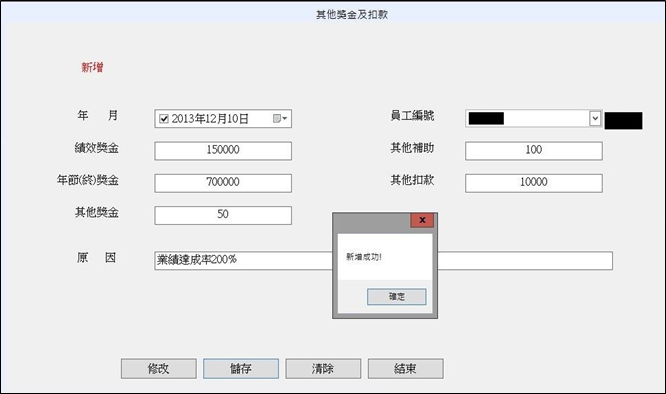 其他獎金及扣款
新增
年 月 2013年12月10日 員工編號
績效獎金 150000 其他補助 100
年節(終)獎金 700000 其他扣款 10000
其他獎金 50
x
新增成功!
確定
原 因 業績達成率200%
修改 儲存 清除 結束